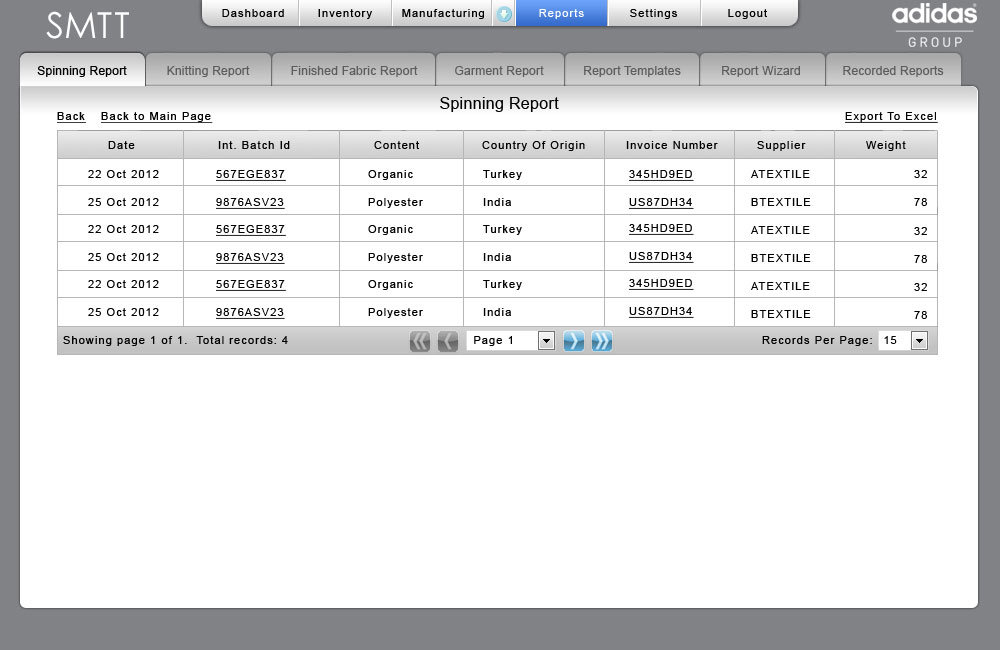 SMTT
Dashboard Inventory Manufacturing Reports Settings Logout
adidas
GROUP
Spinning Report Knitting Report Finished Fabric Report Garment Report Report Templates Report Wizard Recorded Reports
Spinning Report
Back Back to Main Page Export To Excel
Date Int. Batch Id Content Country Of Origin Invoice Number Supplier Weight
22 Oct 2012 567EGE837 Organic Turkey 345HD9ED ATEXTILE 32
25 Oct 2012 9876ASV23 Polyester India US87DH34 BTEXTILE 78
22 Oct 2012 567EGE837 Organic Turkey 345HD9ED ATEXTILE 32
25 Oct 2012 9876ASV23 Polyester India US87DH34 BTEXTILE 78
22 Oct 2012 567EGE837 Organic Turkey 345HD9ED ATEXTILE 32
25 Oct 2012 9876ASV23 Polyester India US87DH34 BTEXTILE 78
Showing page 1 of 1. Total records: 4 Page 1 Records Per Page: 15